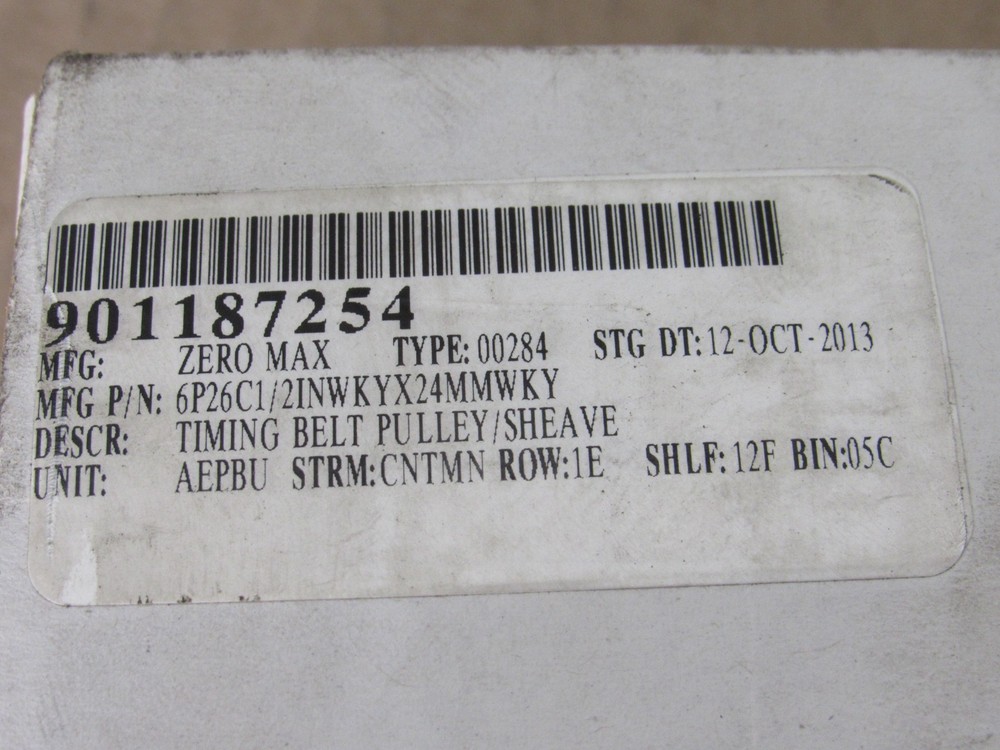 901187254
MFG: ZERO MAX TYPE: 00284 STG DT: 12-OCT-2013
MFG P/N: 6P26C1/2INWKYX24MMWKY
DESCR: TIMING BELT PULLEY/SHEAVE
UNIT: AEPBU STRM: CNTMN ROW: 1E SHLF: 12F BIN: 05C